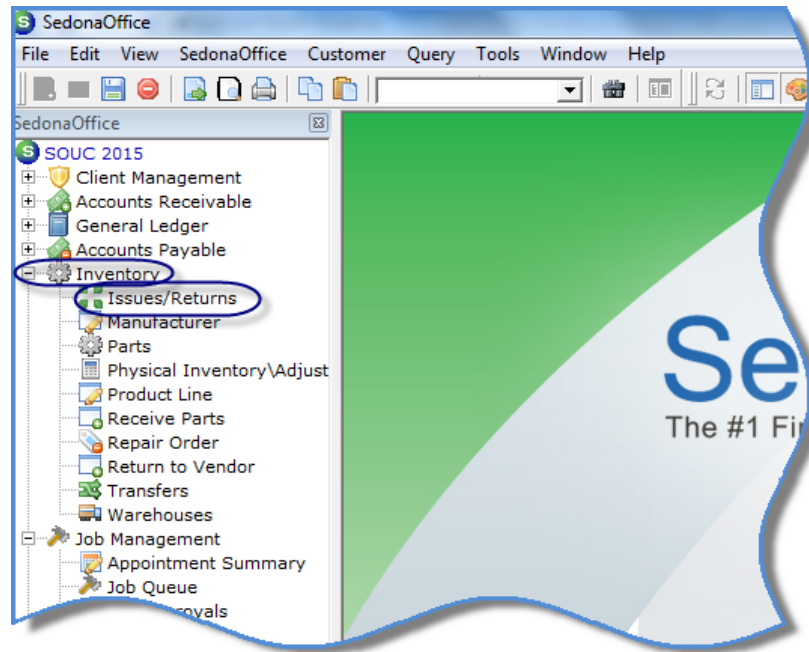 SedonaOffice
File Edit View SedonaOffice Customer Query Tools Window Help
SedonaOffice
SOUC 2015
Client Management
Accounts Receivable
General Ledger
Accounts Payable
Inventory
Issues/Returns
Manufacturer
Parts
Physical Inventory\Adjust
Product Line
Receive Parts
Repair Order
Return to Vendor
Transfers
Warehouses
Job Management
Appointment Summary
Job Queue
Se
The #1